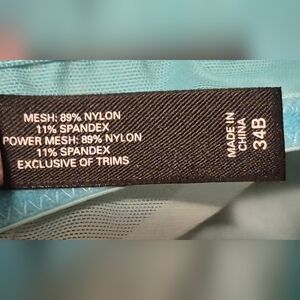 MESH: 89% NYLON
11% SPANDEX
POWER MESH: 89% NYLON
11% SPANDEX
EXCLUSIVE OF TRIMS
MADE IN
CHINA
34B